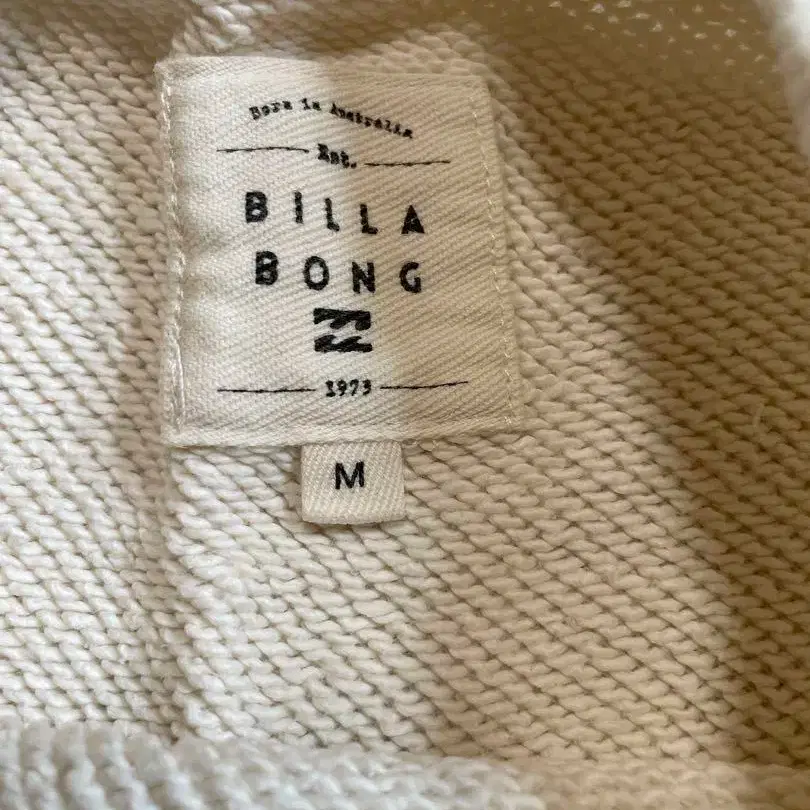 Born in Australia
Est.
BILLA
BONG
1973
M